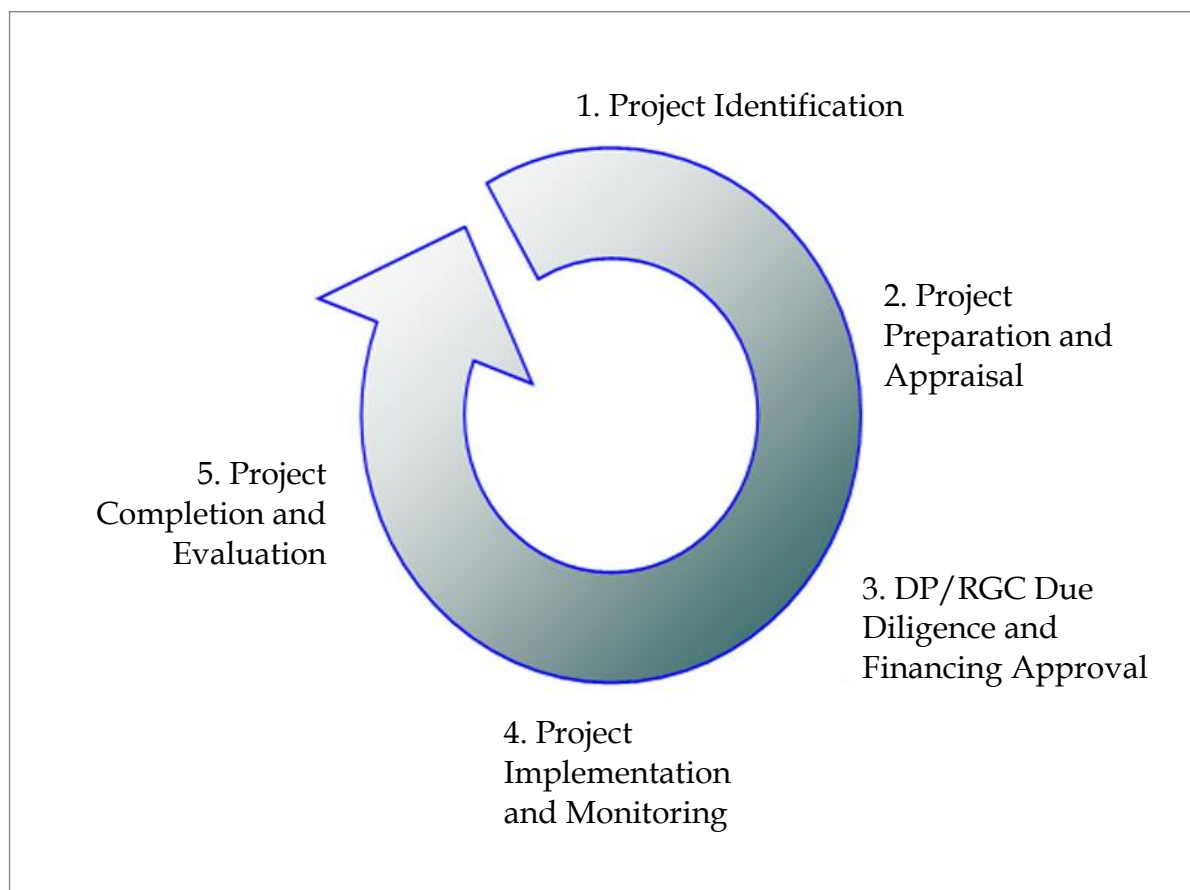 1. Project Identification
2. Project
Preparation and
Appraisal
3. DP/RGC Due
Diligence and
Financing Approval
4. Project
Implementation
and Monitoring
5. Project
Completion and
Evaluation